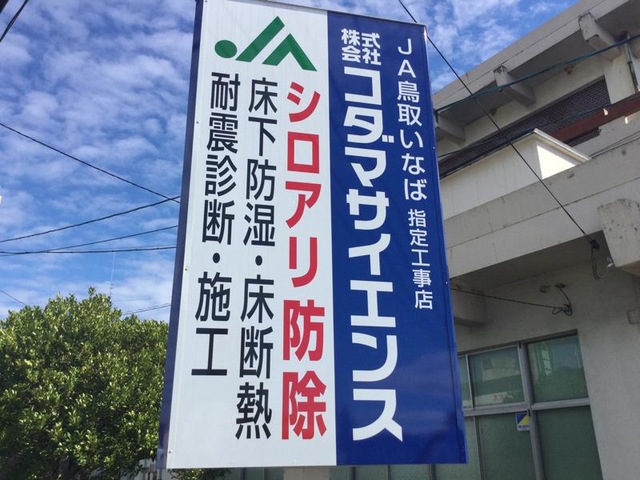 JA鳥取いなば 指定工事店
株式会社 コダマサイエンス
JA
シロアリ防除
床下防湿・床断熱
耐震診断・施工